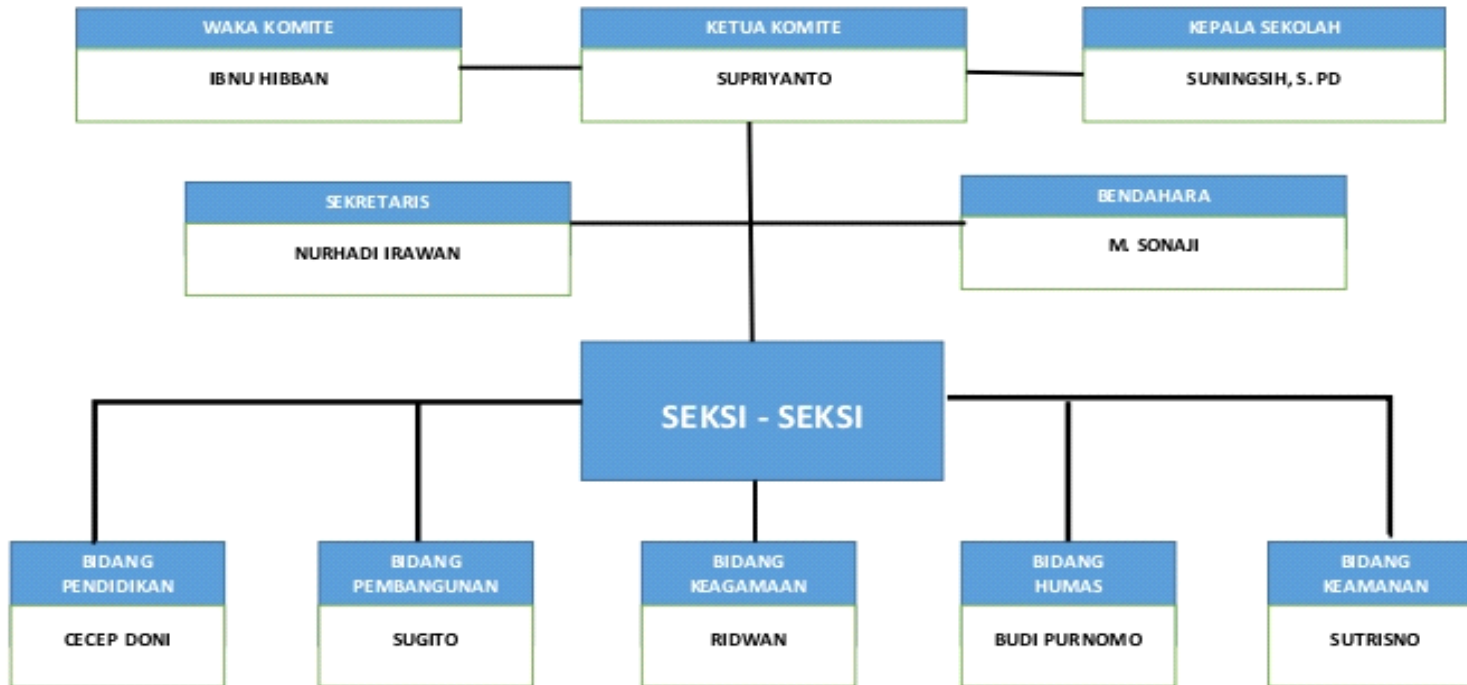 WAKA KOMITE
IBNU HIBBAN
KETUA KOMITE
SUPRIYANTO
KEPALA SEKOLAH
SUNINGSIH, S. PD
SEKRETARIS
NURHADI IRAWAN
BENDAHARA
M. SONAJI
SEKSI - SEKSI
BIDANG
PENDIDIKAN
CECEP DONI
BIDANG
PEMBANGUNAN
SUGITO
BIDANG
KEAGAMAAN
RIDWAN
BIDANG
HUMAS
BUDI PURNOMO
BIDANG
KEAMANAN
SUTRISNO